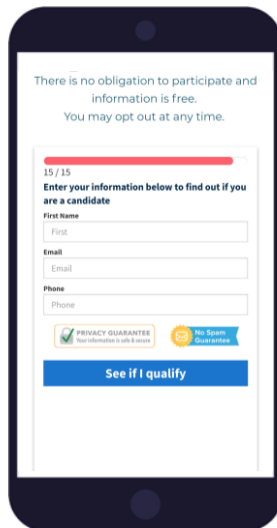 There is no obligation to participate and
information is free.
You may opt out at any time.
15 / 15
Enter your information below to find out if you
are a candidate
First Name
First
Email
Email
Phone
Phone
PRIVACY GUARANTEE
Your information is safe & secure
No Spam
Guarantee
See if I qualify